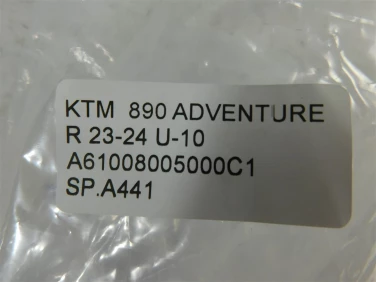 KTM 890 ADVENTURE
R 23-24 U-10
A61008005000C1
SP.A441